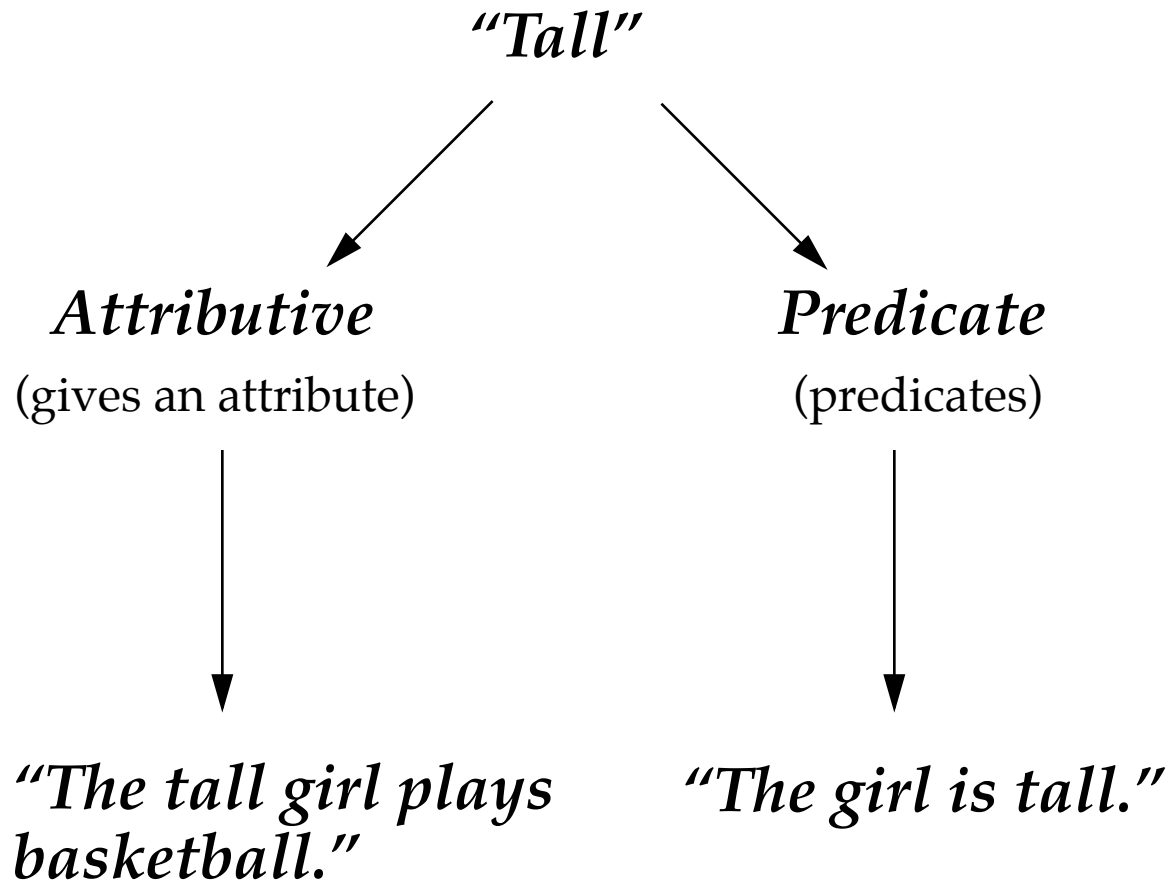 “Tall”
Attributive
(gives an attribute)
Predicate
(predicates)
“The tall girl plays
basketball.”
“The girl is tall.”